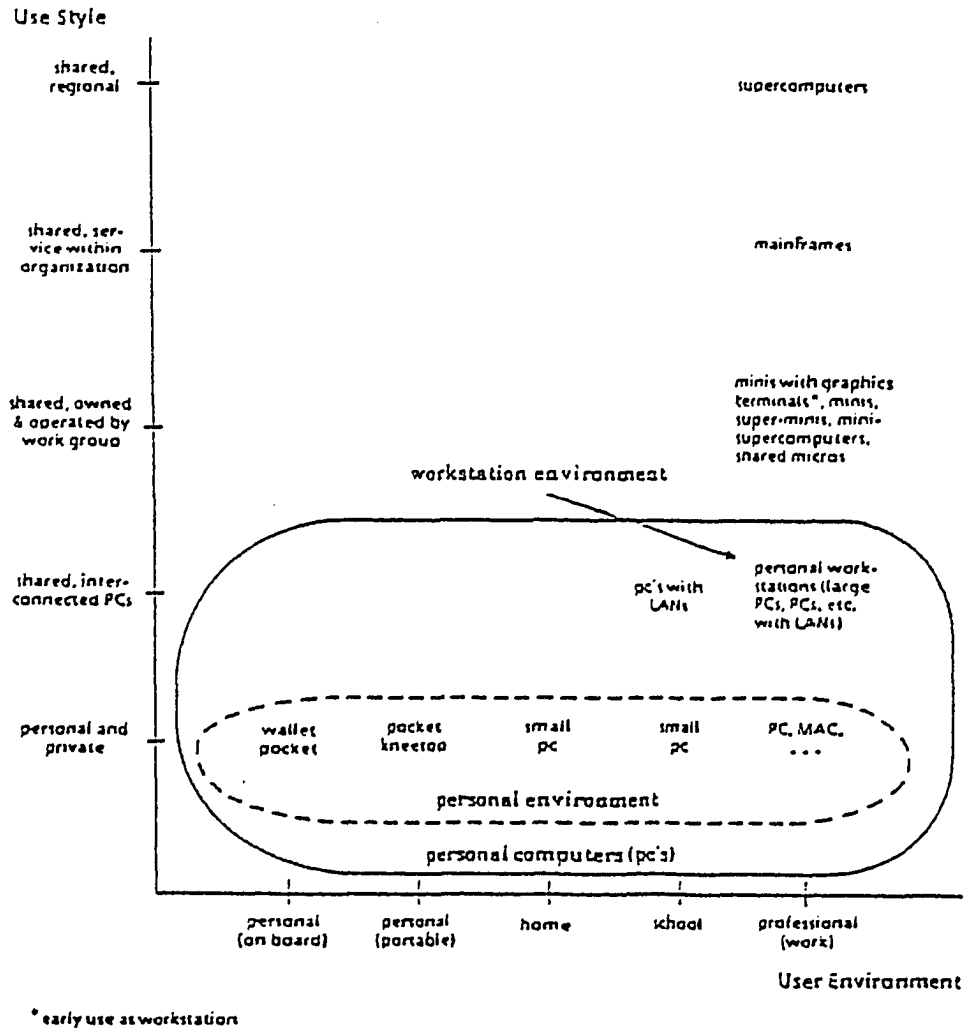 Use Style
shared,
regional
supercomputers
shared, ser-
vice within
organization
mainframes
shared, owned
& operated by
work group
minis with graphics
terminals*, minis,
super-minis, mini-
supercomputers,
shared micros
workstation environment
shared, inter-
connected PCs
pc's with
LANs
personal work-
stations (large
PCs, PCs, etc.
with LANs)
personal and
private
wallet
pocket
pocket
kneetop
small
pc
small
pc
PC, MAC,
...
personal environment
personal computers (pc's)
personal
(on board)
personal
(portable)
home
school
professional
(work)
User Environment
* early use as workstation